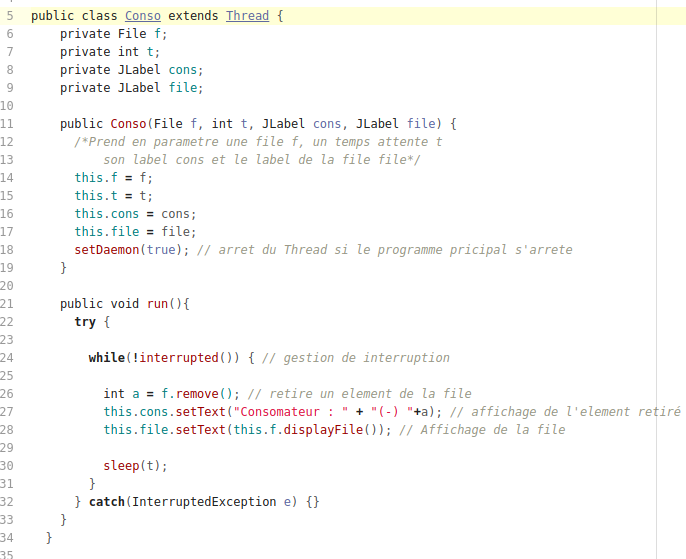 5 public class Conso extends Thread {
6 private File f;
7 private int t;
8 private JLabel cons;
9 private JLabel file;
10
11 public Conso(File f, int t, JLabel cons, JLabel file) {
12 /*Prend en parametre une file f, un temps attente t
13 son label cons et le label de la file file*/
14 this.f = f;
15 this.t = t;
16 this.cons = cons;
17 this.file = file;
18 setDaemon(true); // arret du Thread si le programme pricipal s'arrete
19 }
20
21 public void run(){
22 try {
23
24 while(!interrupted()) { // gestion de interruption
25
26 int a = f.remove(); // retire un element de la file
27 this.cons.setText("Consomateur : " + "(-) "+a); // affichage de l'element retiré
28 this.file.setText(this.f.displayFile()); // Affichage de la file
29
30 sleep(t);
31 }
32 } catch(InterruptedException e) {}
33 }
34 }
35